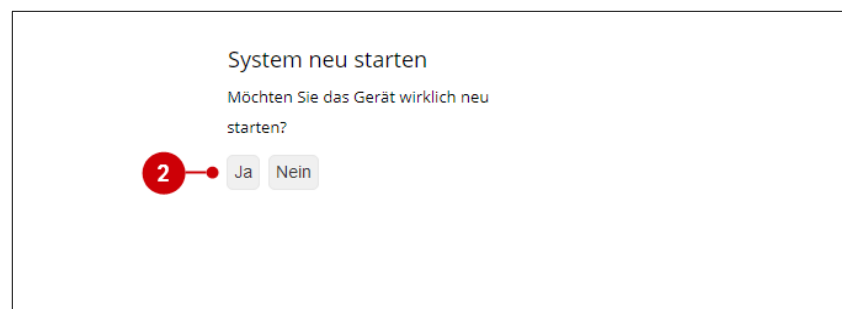 System neu starten
Möchten Sie das Gerät wirklich neu
starten?
2 Ja Nein